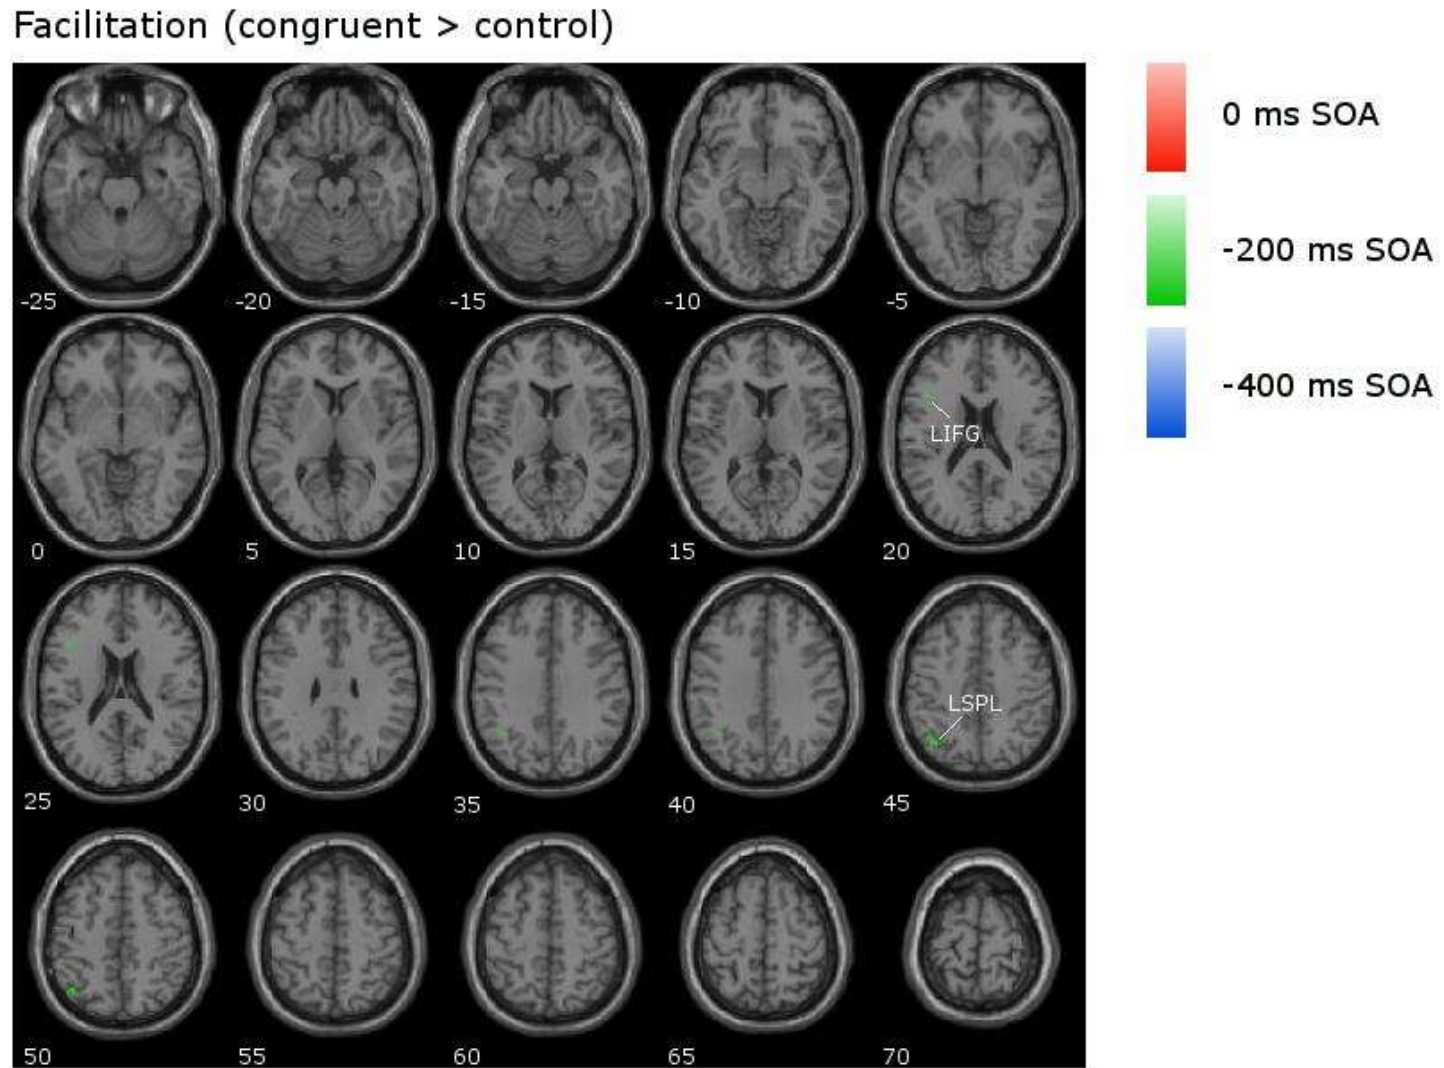 Facilitation (congruent > control)
0 ms SOA
-200 ms SOA
-400 ms SOA
-25 -20 -15 -10 -5
LIFG
0 5 10 15 20
LSPL
25 30 35 40 45
50 55 60 65 70